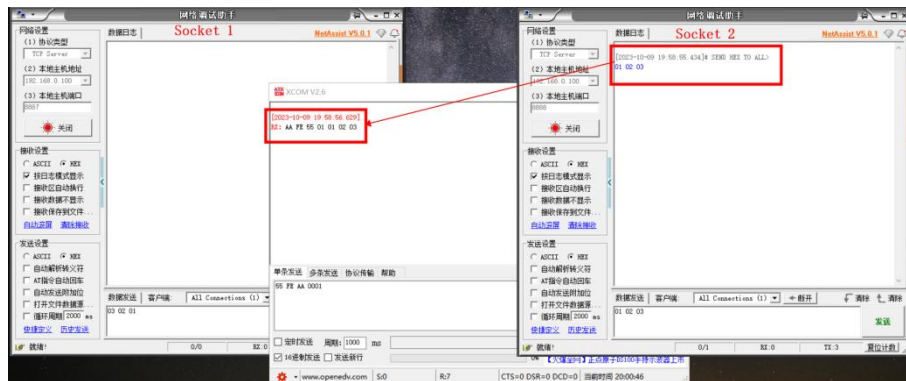 网络调试助手
网络设置
(1) 协议类型
TCP Server
(2) 本地主机地址
192.168.0.100
(3) 本地主机端口
8887
关闭
接收设置
ASCII HEX
按日志模式显示
接收区自动换行
接收数据不显示
接收保存到文件...
自动滚屏 清除接收
发送设置
ASCII HEX
自动解析转义符
AT指令自动回车
自动发送附加位
打开文件数据源...
循环周期 2000 ms
快捷定义 历史发送
就绪!
数据日志
Socket 1
NetAssist V5.0.1
数据发送 客户端: All Connections (1)
03 02 01
0/0
XCOM V2.6
[2023-10-09 19:58:56.629]
RX: AA FE 55 01 01 02 03
单条发送 多条发送 协议传输 帮助
55 FE AA 0001
定时发送 周期: 1000 ms
16进制发送 发送新行
www.openedv.com S:0 R:7 CTS=0 DSR=0 DCD=0 当前时间 20:00:46
网络调试助手
网络设置
(1) 协议类型
TCP Server
(2) 本地主机地址
192.168.0.100
(3) 本地主机端口
8888
关闭
接收设置
ASCII HEX
按日志模式显示
接收区自动换行
接收数据不显示
接收保存到文件...
自动滚屏 清除接收
发送设置
ASCII HEX
自动解析转义符
AT指令自动回车
自动发送附加位
打开文件数据源...
循环周期 2000 ms
快捷定义 历史发送
就绪!
数据日志
Socket 2
NetAssist V5.0.1
[2023-10-09 19:58:55.434]# SEND HEX TO ALL>
01 02 03
数据发送 客户端: All Connections (1) 断开 清除 清除
01 02 03
发送
0/1 RX:0 TX:3 复位计数